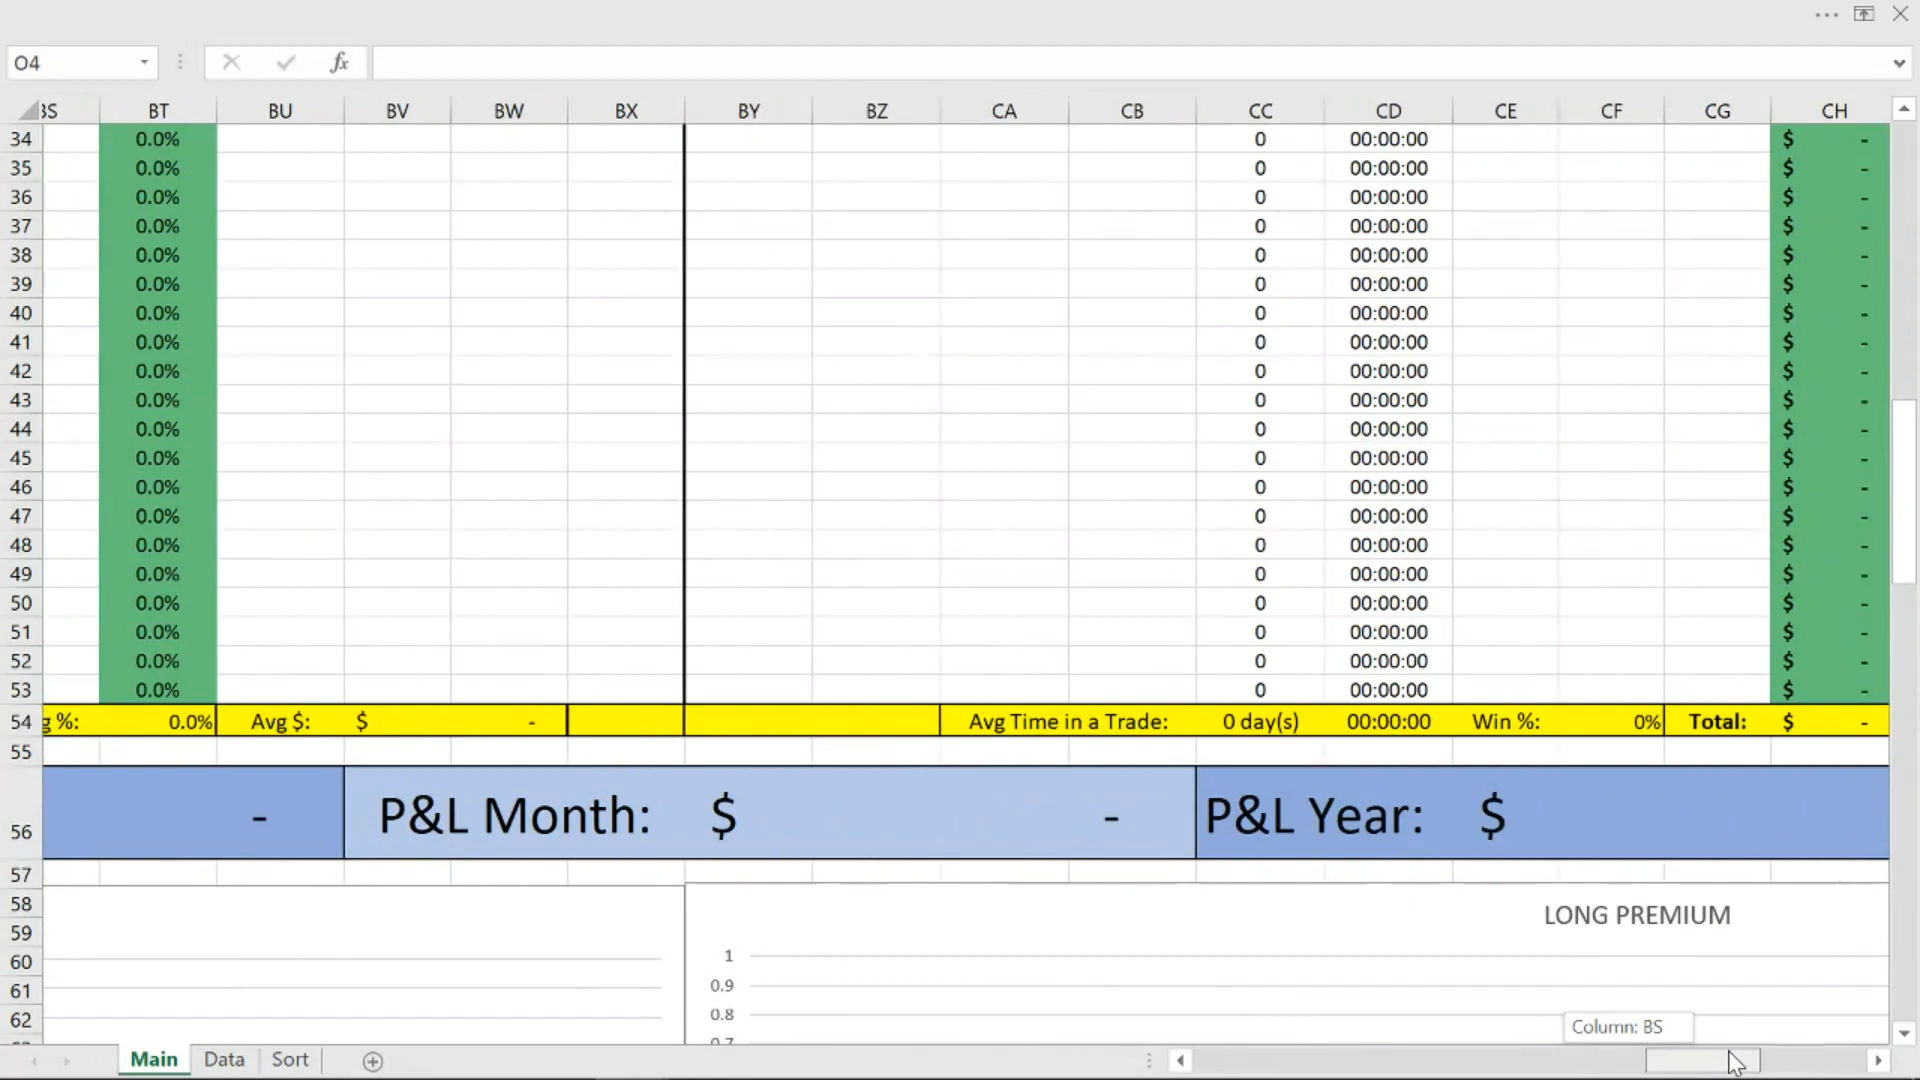 O4 fx
BS BT BU BV BW BX BY BZ CA CB CC CD CE CF CG CH
34 0.0% 0 00:00:00 $ -
35 0.0% 0 00:00:00 $ -
36 0.0% 0 00:00:00 $ -
37 0.0% 0 00:00:00 $ -
38 0.0% 0 00:00:00 $ -
39 0.0% 0 00:00:00 $ -
40 0.0% 0 00:00:00 $ -
41 0.0% 0 00:00:00 $ -
42 0.0% 0 00:00:00 $ -
43 0.0% 0 00:00:00 $ -
44 0.0% 0 00:00:00 $ -
45 0.0% 0 00:00:00 $ -
46 0.0% 0 00:00:00 $ -
47 0.0% 0 00:00:00 $ -
48 0.0% 0 00:00:00 $ -
49 0.0% 0 00:00:00 $ -
50 0.0% 0 00:00:00 $ -
51 0.0% 0 00:00:00 $ -
52 0.0% 0 00:00:00 $ -
53 0.0% 0 00:00:00 $ -
54 g %: 0.0% Avg $: $ - Avg Time in a Trade: 0 day(s) 00:00:00 Win %: 0% Total: $ -
55
56 - P&L Month: $ - P&L Year: $
57
58 LONG PREMIUM
59
60 1
61 0.9
62 0.8
0.7
Column: BS
Main Data Sort